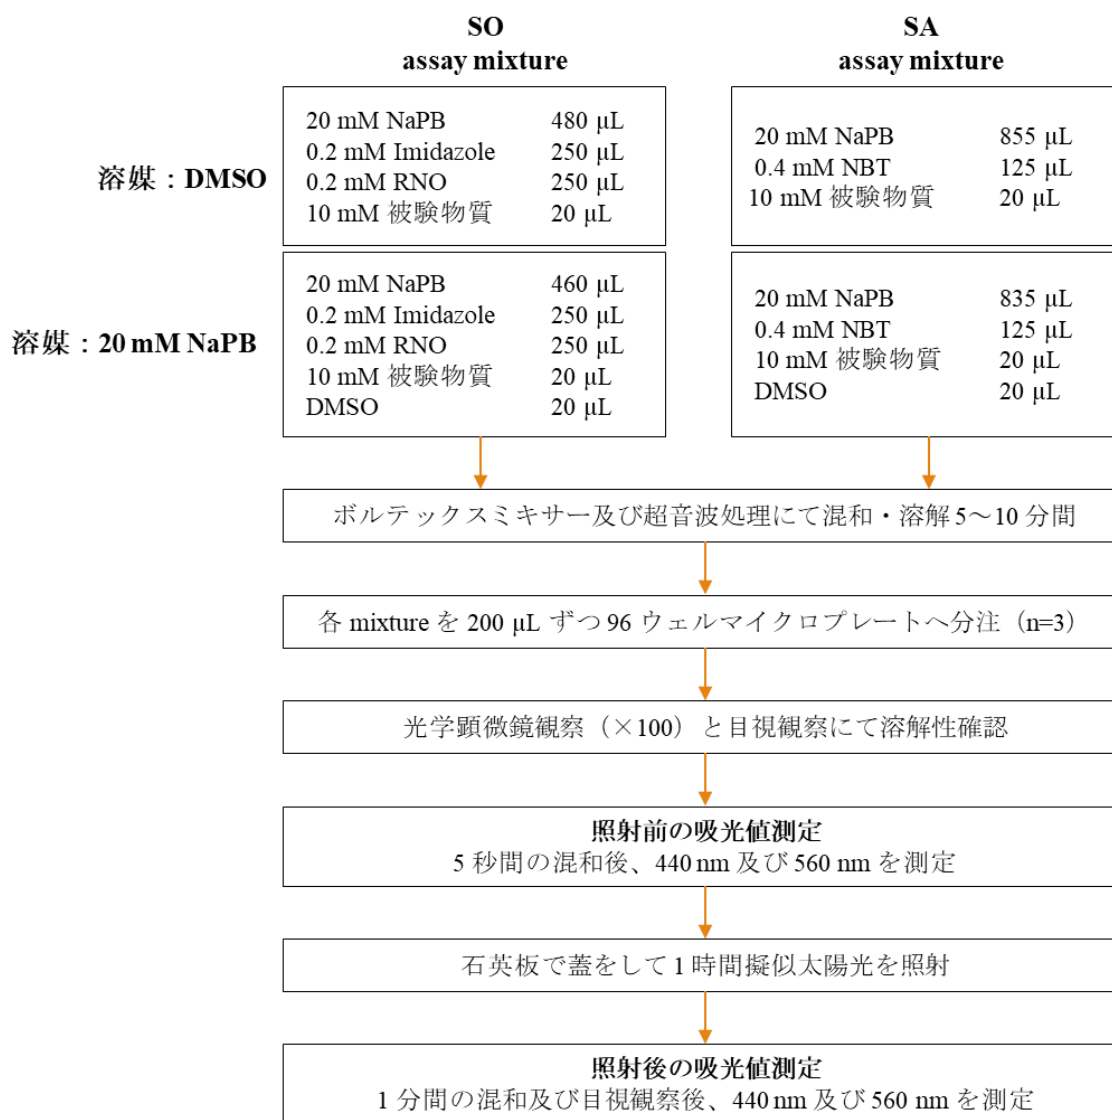 SO
assay mixture
SA
assay mixture
溶媒：DMSO
20 mM NaPB 480 μL
0.2 mM Imidazole 250 μL
0.2 mM RNO 250 μL
10 mM 被験物質 20 μL
20 mM NaPB 855 μL
0.4 mM NBT 125 μL
10 mM 被験物質 20 μL
溶媒：20 mM NaPB
20 mM NaPB 460 μL
0.2 mM Imidazole 250 μL
0.2 mM RNO 250 μL
10 mM 被験物質 20 μL
DMSO 20 μL
20 mM NaPB 835 μL
0.4 mM NBT 125 μL
10 mM 被験物質 20 μL
DMSO 20 μL
ボルテックスミキサー及び超音波処理にて混和・溶解 5～10 分間
各 mixture を 200 μL ずつ 96 ウェルマイクロプレートへ分注（n=3）
光学顕微鏡観察（×100）と目視観察にて溶解性確認
照射前の吸光値測定
5 秒間の混和後、440 nm 及び 560 nm を測定
石英板で蓋をして 1 時間擬似太陽光を照射
照射後の吸光値測定
1 分間の混和及び目視観察後、440 nm 及び 560 nm を測定